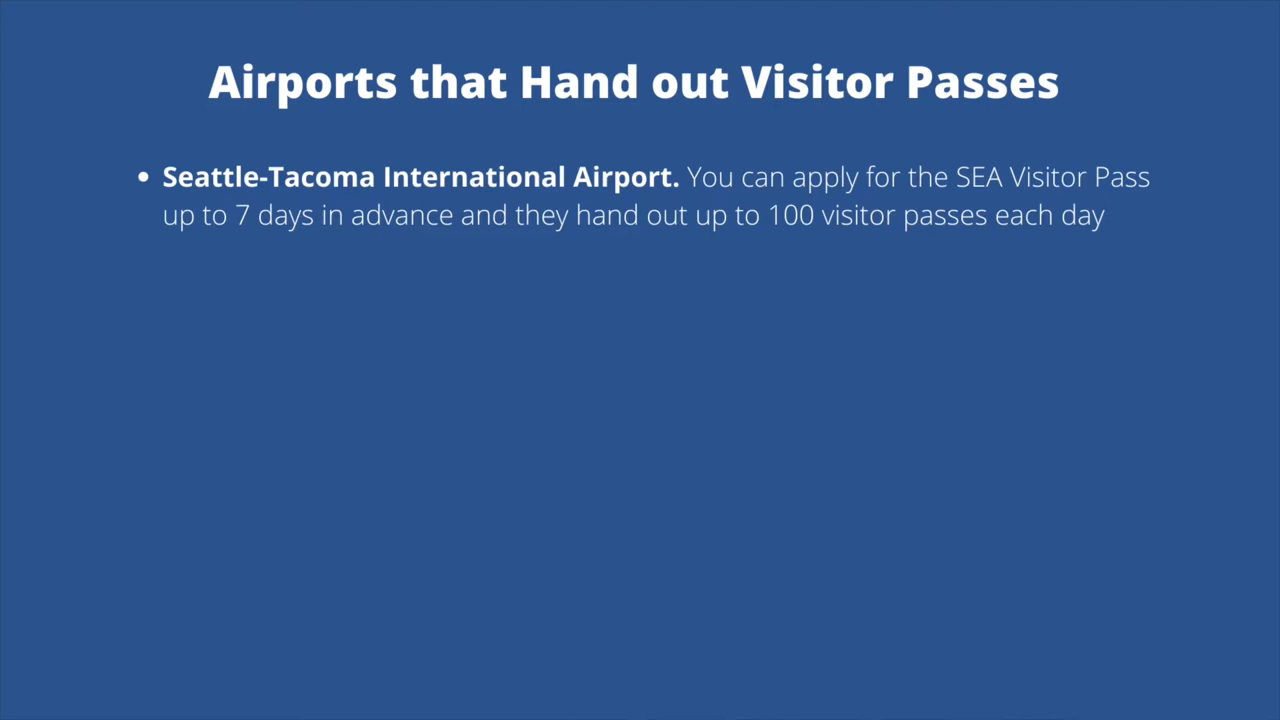 Airports that Hand out Visitor Passes
• Seattle-Tacoma International Airport. You can apply for the SEA Visitor Pass
up to 7 days in advance and they hand out up to 100 visitor passes each day